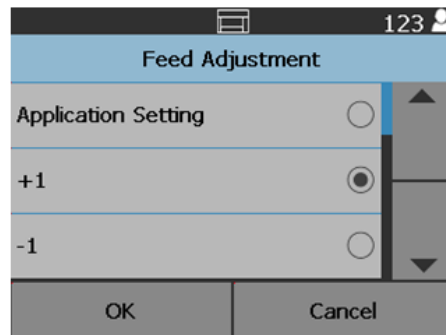 123
Feed Adjustment
Application Setting
+1
-1
OK Cancel